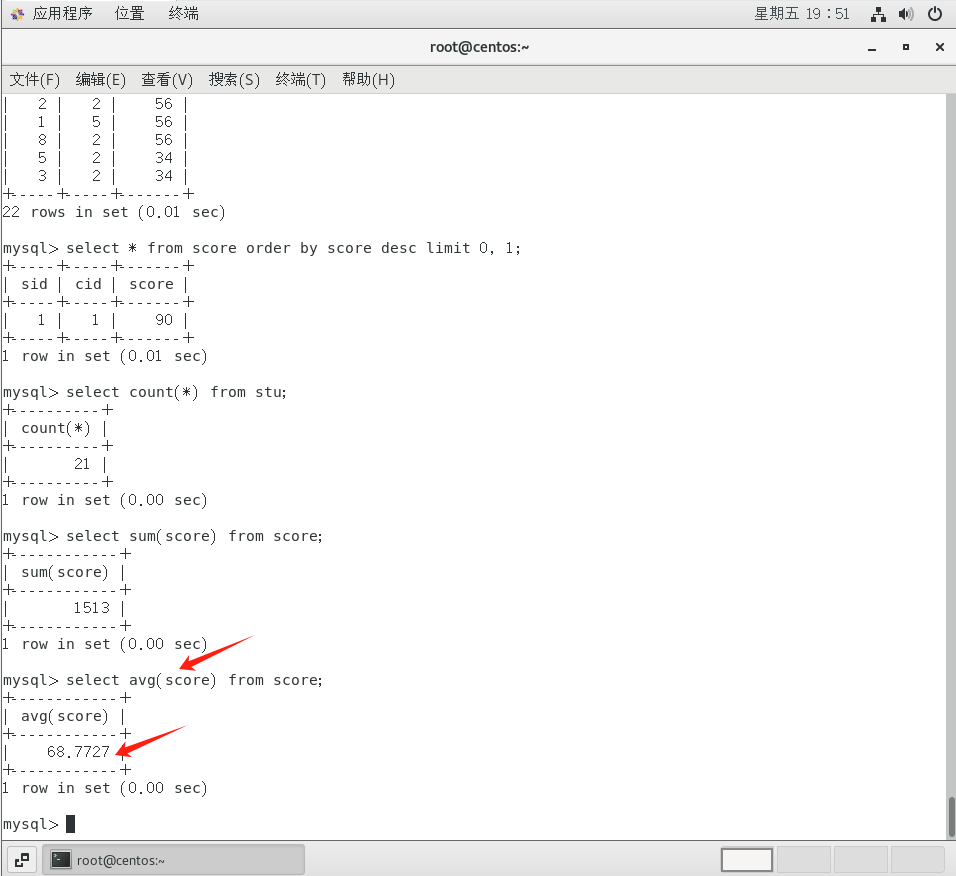 应用程序 位置 终端 星期五 19：51
root@centos:~
文件(F) 编辑(E) 查看(V) 搜索(S) 终端(T) 帮助(H)
|   2 |   2 |    56 |
|   1 |   5 |    56 |
|   8 |   2 |    56 |
|   5 |   2 |    34 |
|   3 |   2 |    34 |
+-----+-----+-------+
22 rows in set (0.01 sec)
mysql> select * from score order by score desc limit 0, 1;
+-----+-----+-------+
| sid | cid | score |
+-----+-----+-------+
|   1 |   1 |    90 |
+-----+-----+-------+
1 row in set (0.01 sec)
mysql> select count(*) from stu;
+----------+
| count(*) |
+----------+
|       21 |
+----------+
1 row in set (0.00 sec)
mysql> select sum(score) from score;
+------------+
| sum(score) |
+------------+
|       1513 |
+------------+
1 row in set (0.00 sec)
mysql> select avg(score) from score;
+------------+
| avg(score) |
+------------+
|    68.7727 |
+------------+
1 row in set (0.00 sec)
mysql>
root@centos:~